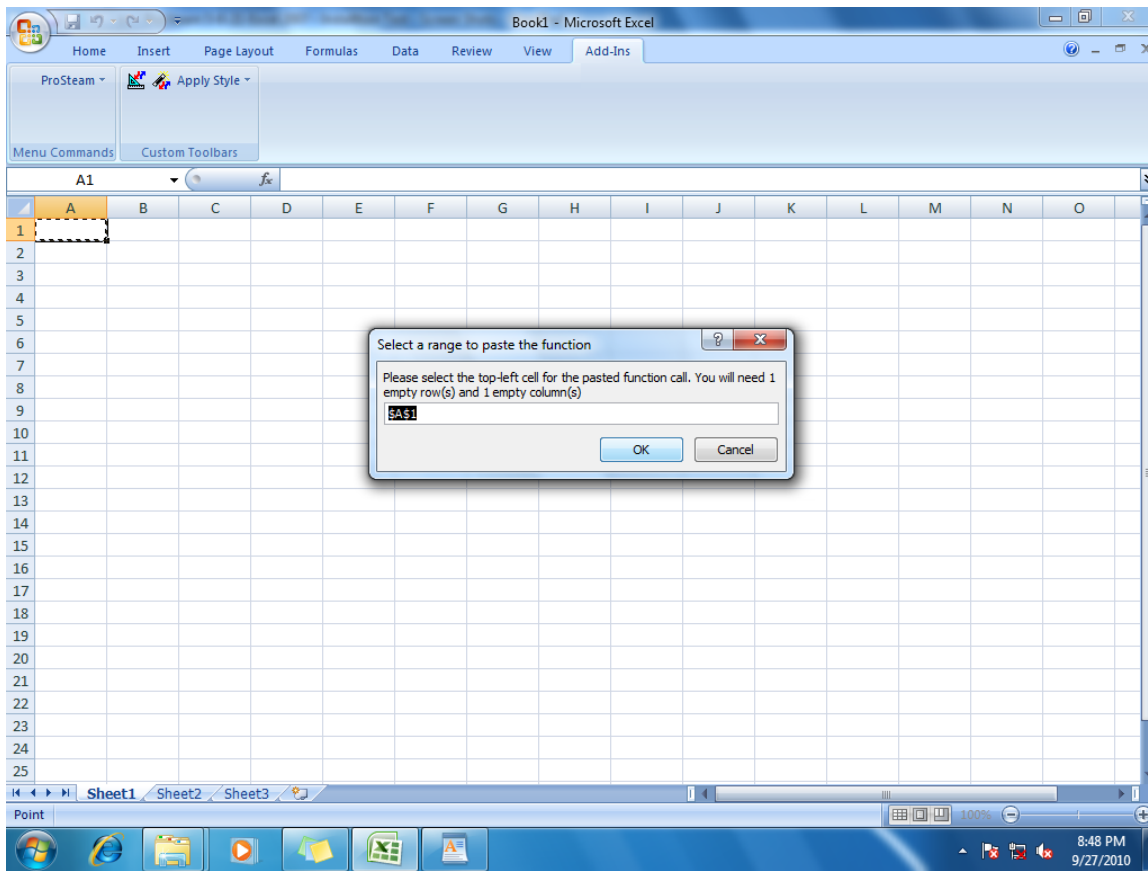 Book1 - Microsoft Excel
Home Insert Page Layout Formulas Data Review View Add-Ins
ProSteam Apply Style
Menu Commands Custom Toolbars
A1 fx
A B C D E F G H I J K L M N O
1
2
3
4
5
6
7
8
9
10
11
12
13
14
15
16
17
18
19
20
21
22
23
24
25
Select a range to paste the function
Please select the top-left cell for the pasted function call. You will need 1
empty row(s) and 1 empty column(s)
$A$1
OK Cancel
Sheet1 Sheet2 Sheet3
Point 100%
8:48 PM
9/27/2010